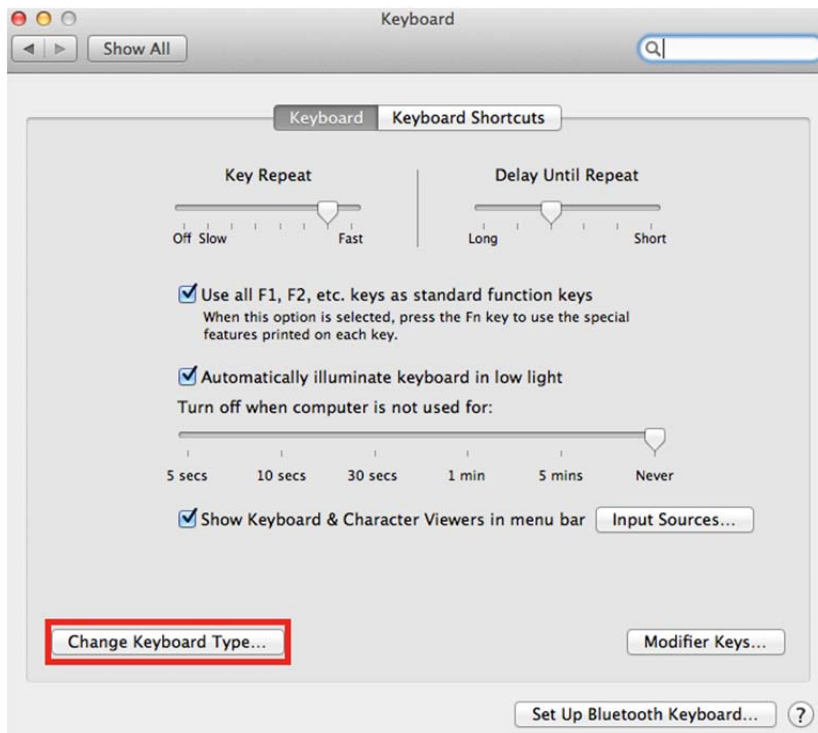 Keyboard
Show All
Keyboard Keyboard Shortcuts
Key Repeat Delay Until Repeat
Off Slow Fast Long Short
Use all F1, F2, etc. keys as standard function keys
When this option is selected, press the Fn key to use the special
features printed on each key.
Automatically illuminate keyboard in low light
Turn off when computer is not used for:
5 secs 10 secs 30 secs 1 min 5 mins Never
Show Keyboard & Character Viewers in menu bar Input Sources...
Change Keyboard Type... Modifier Keys...
Set Up Bluetooth Keyboard... ?